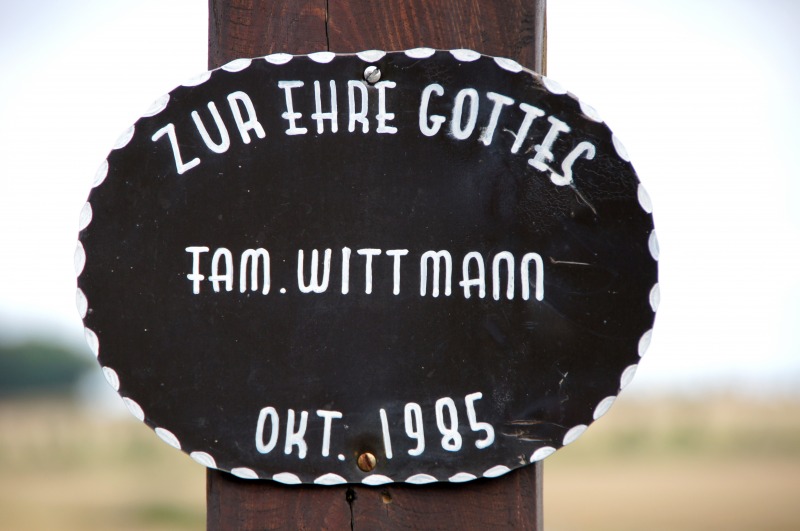 ZUR EHRE GOTTES
FAM. WITTMANN
OKT. 1985